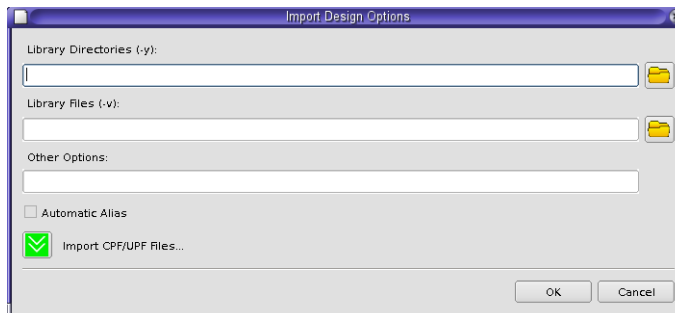 Import Design Options
Library Directories (-y):
Library Files (-v):
Other Options:
Automatic Alias
Import CPF/UPF Files...
OK Cancel